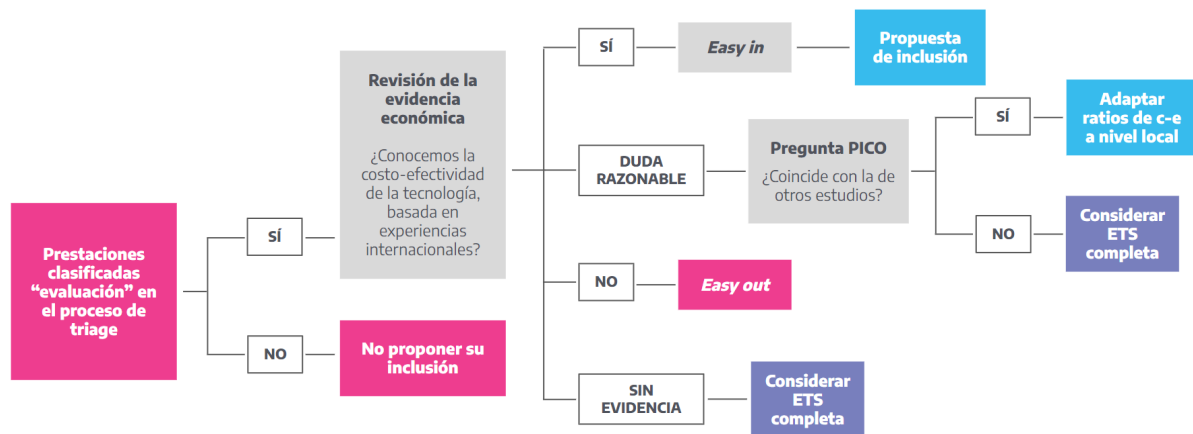 Prestaciones
clasificadas
“evaluación” en
el proceso de
triage
SÍ
NO
Revisión de la
evidencia
económica
¿Conocemos la
costo-efectividad
de la tecnología,
basada en
experiencias
internacionales?
No proponer su
inclusión
SÍ
Easy in
Propuesta
de inclusión
DUDA
RAZONABLE
Pregunta PICO
¿Coincide con la de
otros estudios?
SÍ
Adaptar
ratios de c-e
a nivel local
NO
Considerar
ETS
completa
NO
Easy out
SIN
EVIDENCIA
Considerar
ETS
completa